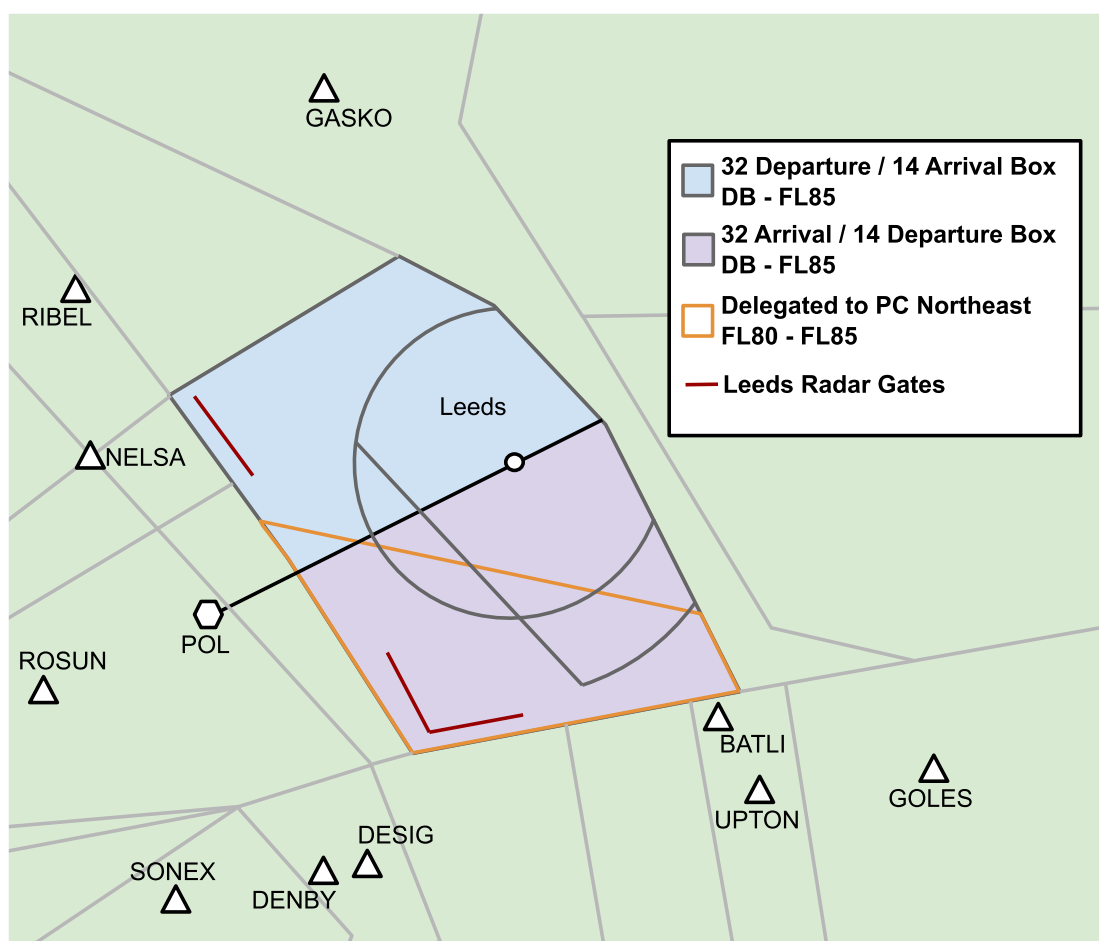 GASKO
32 Departure / 14 Arrival Box
DB - FL85
32 Arrival / 14 Departure Box
DB - FL85
Delegated to PC Northeast
FL80 - FL85
Leeds Radar Gates
RIBEL
Leeds
NELSA
POL
ROSUN
BATLI
GOLES
UPTON
DESIG
SONEX
DENBY